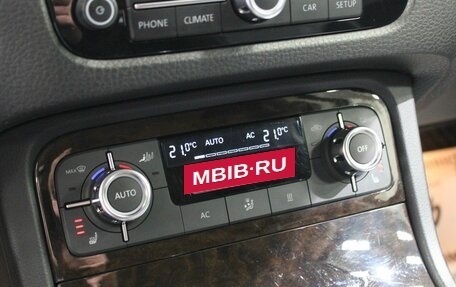 CAR SETUP
PHONE CLIMATE
21.0°C AUTO AC 21.0°C
MAX
MBIB·RU
AUTO OFF
AC